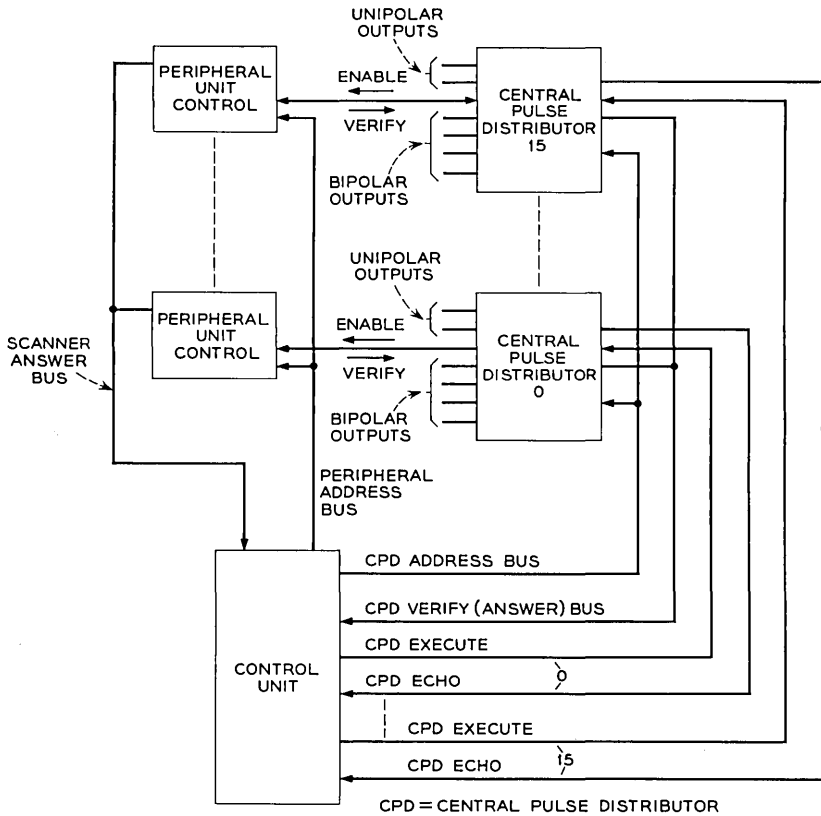 UNIPOLAR
OUTPUTS
PERIPHERAL
UNIT
CONTROL
ENABLE
VERIFY
CENTRAL
PULSE
DISTRIBUTOR
15
BIPOLAR
OUTPUTS
UNIPOLAR
OUTPUTS
PERIPHERAL
UNIT
CONTROL
ENABLE
VERIFY
CENTRAL
PULSE
DISTRIBUTOR
0
SCANNER
ANSWER
BUS
BIPOLAR
OUTPUTS
PERIPHERAL
ADDRESS
BUS
CPD ADDRESS BUS
CPD VERIFY (ANSWER) BUS
CPD EXECUTE
0
CPD ECHO
CONTROL
UNIT
CPD EXECUTE
15
CPD ECHO
CPD = CENTRAL PULSE DISTRIBUTOR